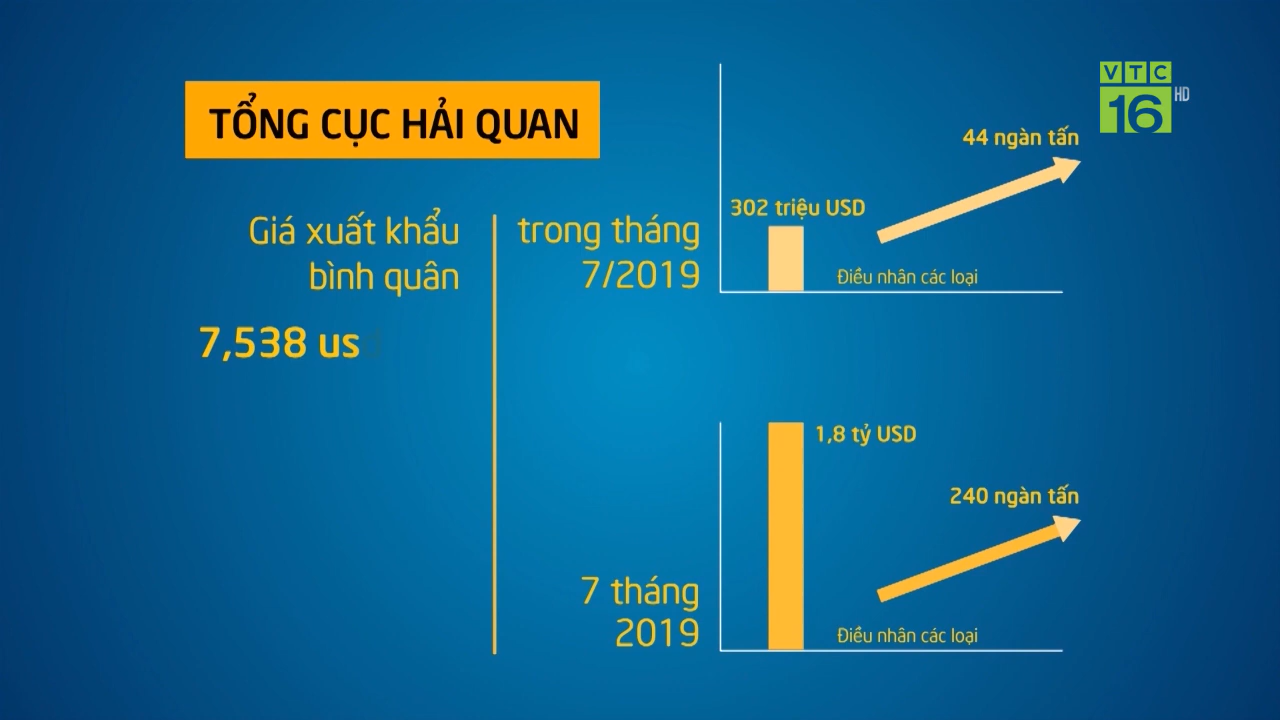 VTC
16
HD
TỔNG CỤC HẢI QUAN
Giá xuất khẩu
bình quân
7,538 us
trong tháng
7/2019
302 triệu USD
44 ngàn tấn
Điều nhân các loại
7 tháng
2019
1,8 tỷ USD
240 ngàn tấn
Điều nhân các loại